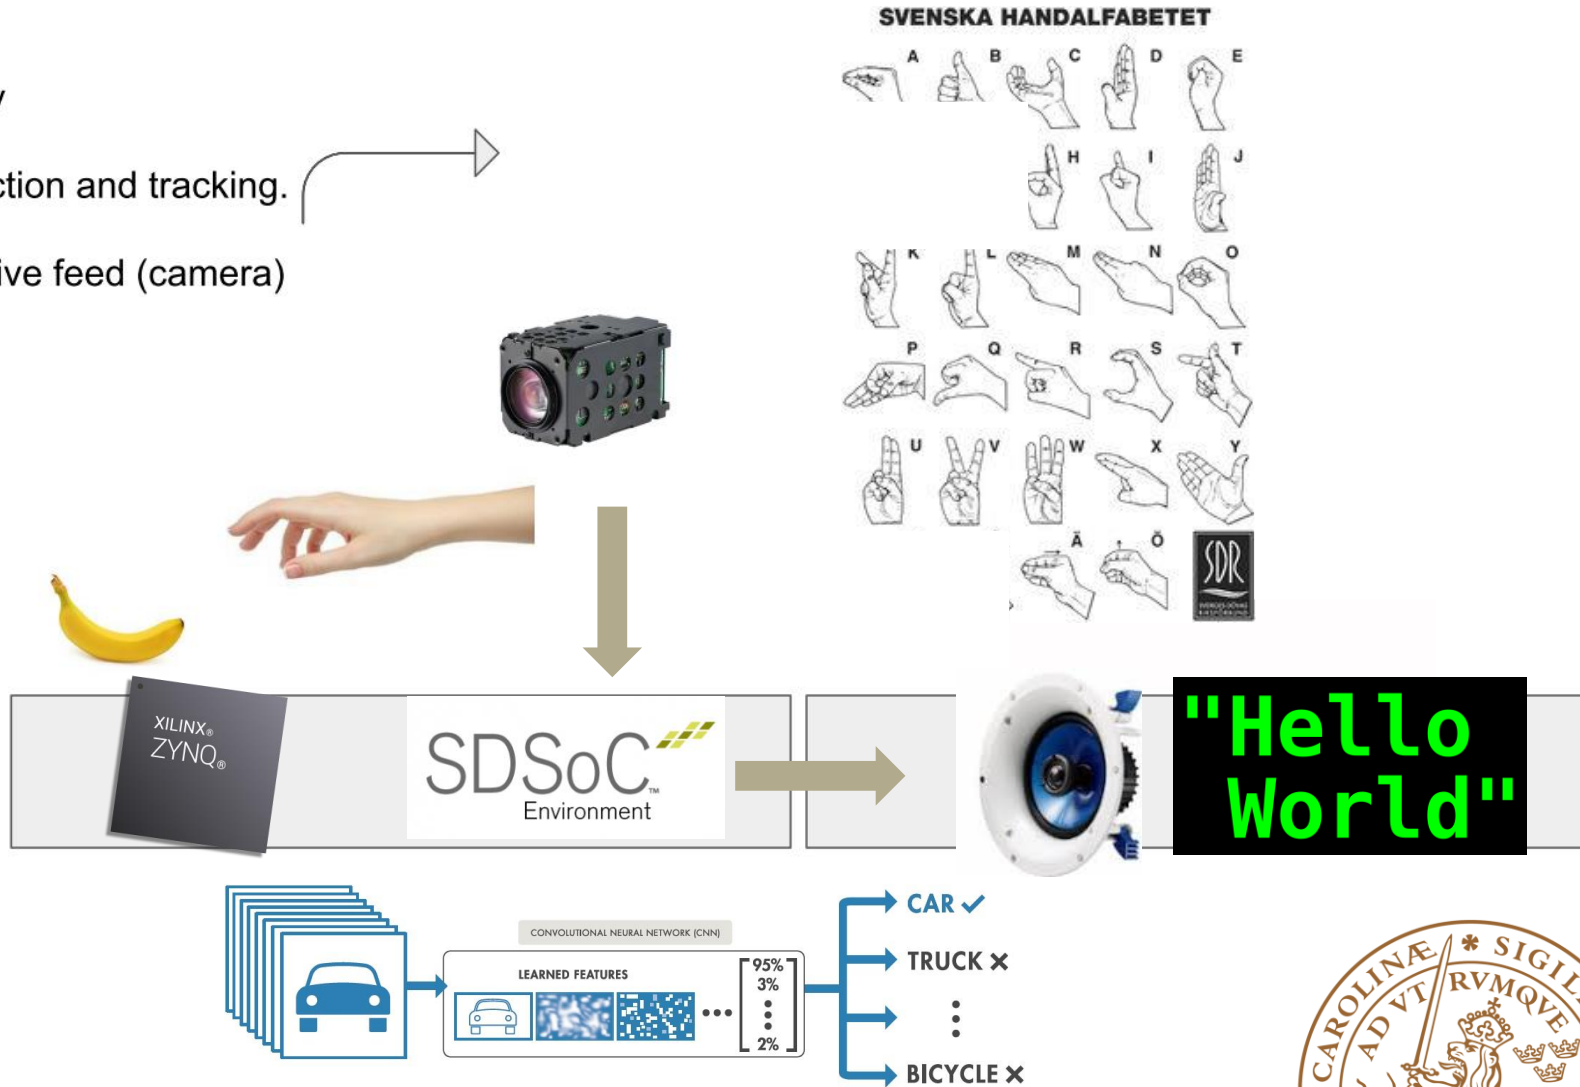 SVENSKA HANDALFABETET
A B C D E
y
ction and tracking.
H I J
ive feed (camera)
K L M N O
P Q R S T
U V W X Y
Ä Ö
SDR
XILINX®
ZYNQ®
SDSoC™
Environment
"Hello
World"
CAR
CONVOLUTIONAL NEURAL NETWORK (CNN)
LEARNED FEATURES
95%
3%
2%
TRUCK
BICYCLE
CAROLINÆ * SIGIL
AD VT RVMQVE